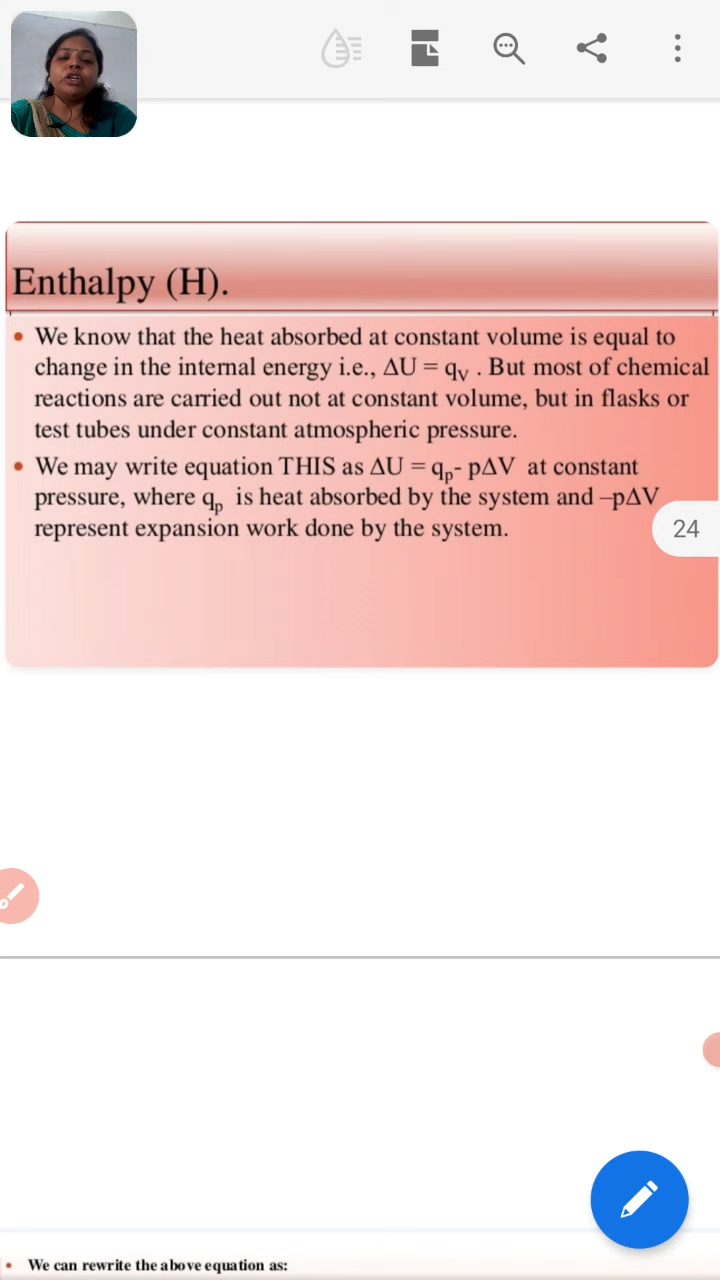 Enthalpy (H).
• We know that the heat absorbed at constant volume is equal to
change in the internal energy i.e., ΔU = qᵥ . But most of chemical
reactions are carried out not at constant volume, but in flasks or
test tubes under constant atmospheric pressure.
• We may write equation THIS as ΔU = qₚ- pΔV at constant
pressure, where qₚ is heat absorbed by the system and –pΔV
represent expansion work done by the system.
24
• We can rewrite the above equation as: